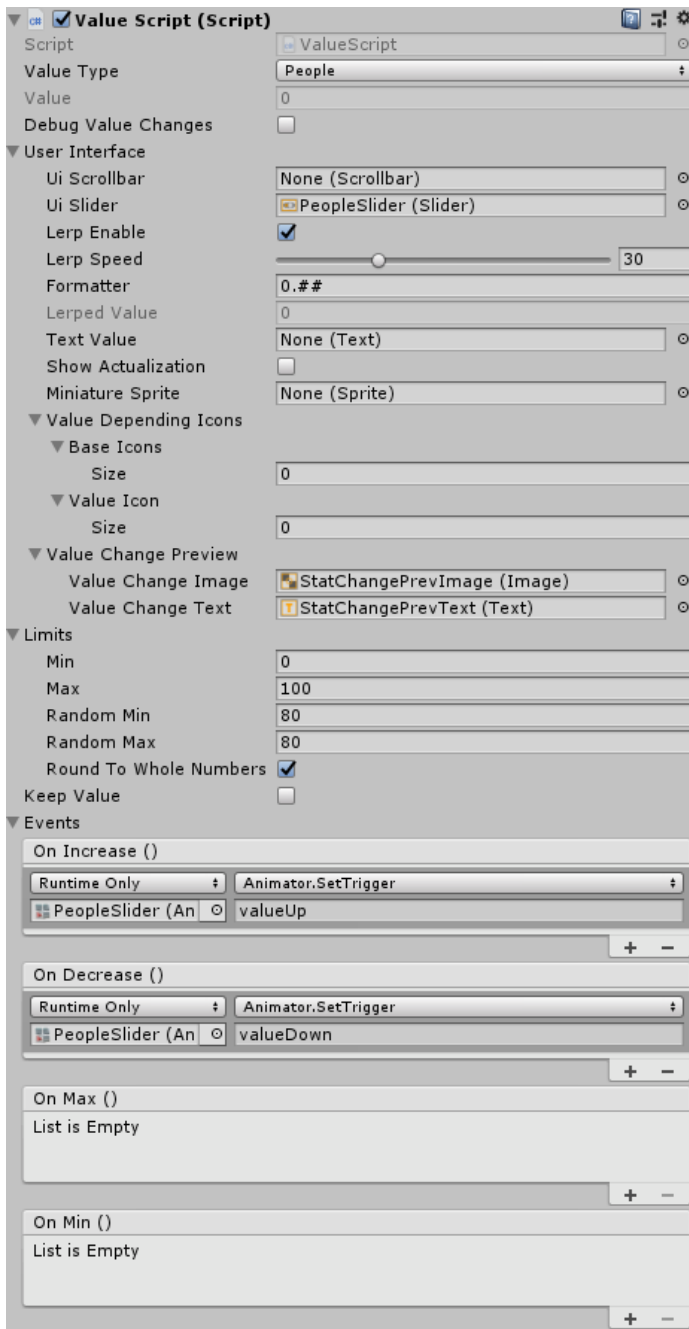 Value Script (Script)
Script ValueScript
Value Type People
Value 0
Debug Value Changes
User Interface
Ui Scrollbar None (Scrollbar)
Ui Slider PeopleSlider (Slider)
Lerp Enable
Lerp Speed 30
Formatter 0.##
Lerped Value 0
Text Value None (Text)
Show Actualization
Miniature Sprite None (Sprite)
Value Depending Icons
Base Icons
Size 0
Value Icon
Size 0
Value Change Preview
Value Change Image StatChangePrevImage (Image)
Value Change Text StatChangePrevText (Text)
Limits
Min 0
Max 100
Random Min 80
Random Max 80
Round To Whole Numbers
Keep Value
Events
On Increase ()
Runtime Only Animator.SetTrigger
PeopleSlider (An valueUp
+ −
On Decrease ()
Runtime Only Animator.SetTrigger
PeopleSlider (An valueDown
+ −
On Max ()
List is Empty
+ −
On Min ()
List is Empty
+ −